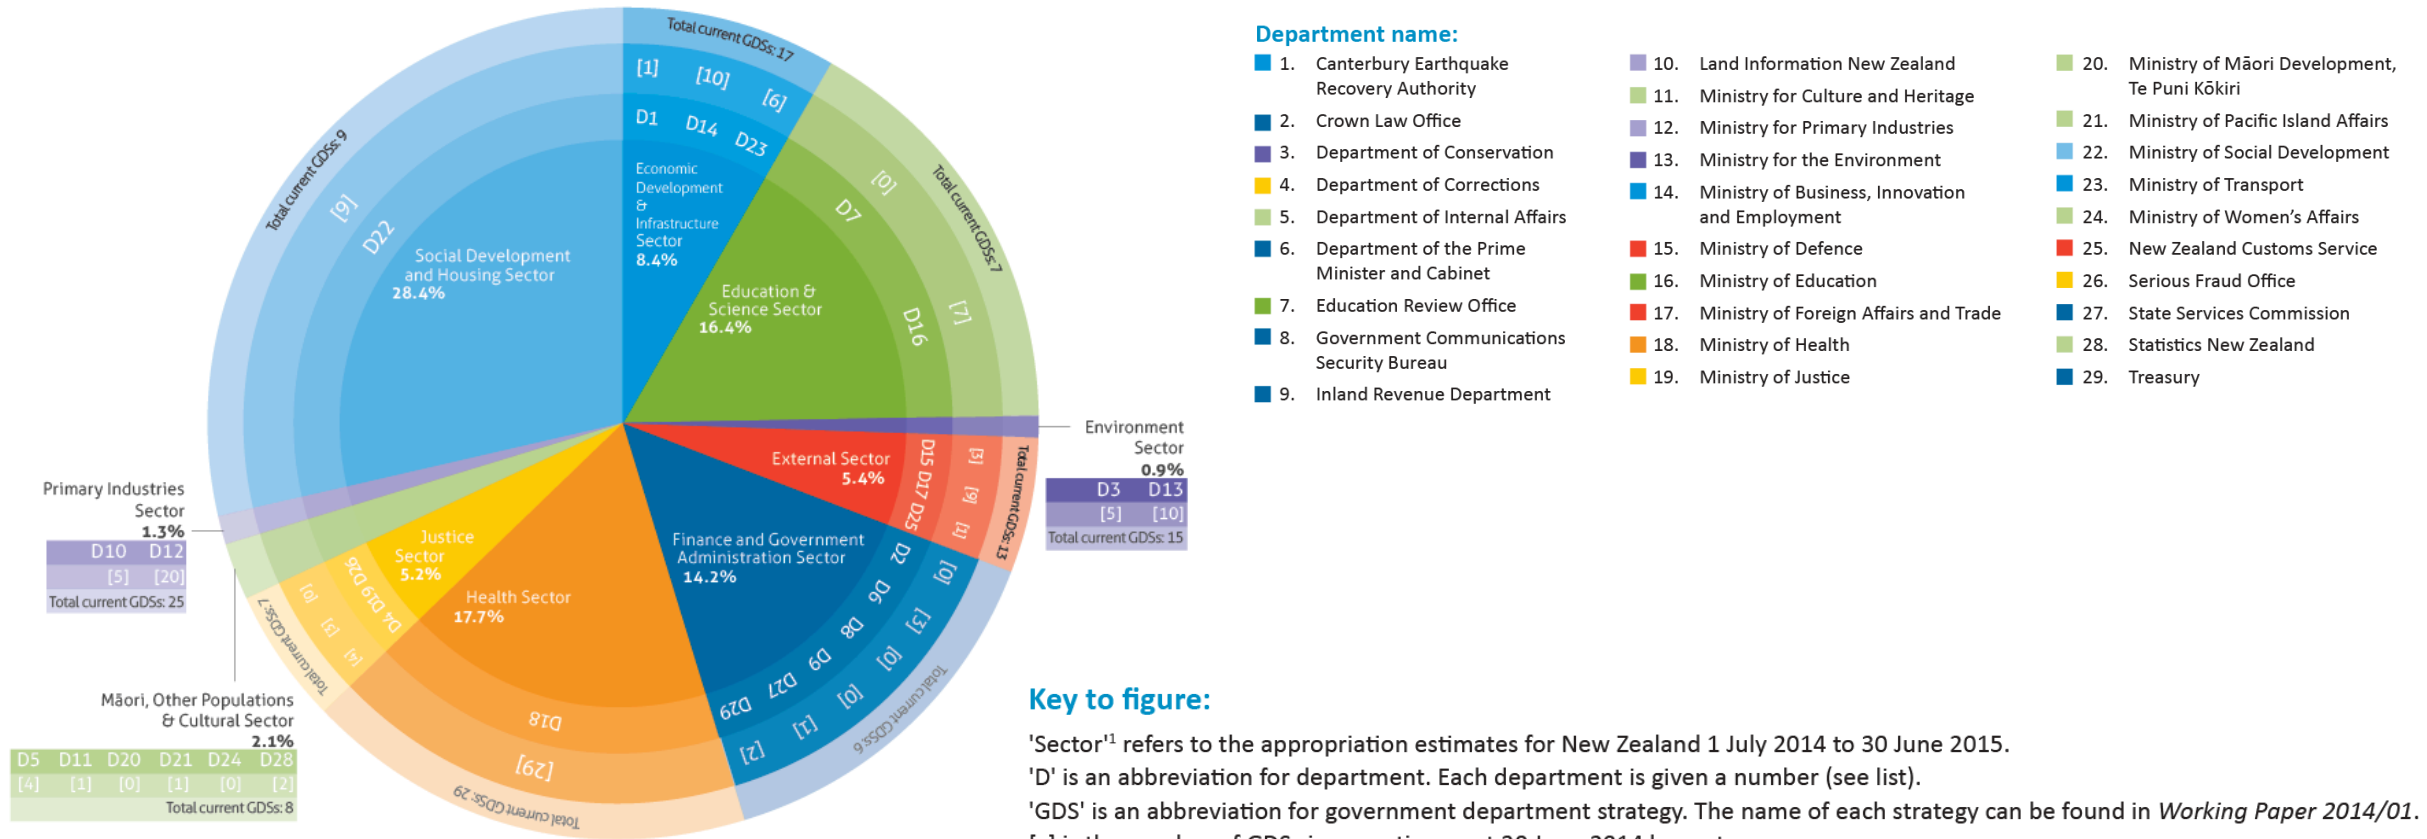 Total current GDSs: 17
[1] [10] [6]
D1 D14 D23
Economic
Development
&
Infrastructure
Sector
8.4%
Total current GDSs:7
[0]
[7]
D7
D16
Education &
Science Sector
16.4%
Environment
Sector
0.9%
D3 D13
[5] [10]
Total current GDSs: 15
External Sector
5.4%
D15 D17 D25
[3] [9] [1]
Total current GDSs:13
Finance and Government
Administration Sector
14.2%
D2 D6 D8 D9 D27 D29
[0] [3] [0] [0] [1] [2]
Total current GDSs: 6
Health Sector
17.7%
D18
[29]
Total current GDSs: 29
Justice
Sector
5.2%
D4 D19 D26
[4] [3] [0]
Total current GDSs: 7
Māori, Other Populations
& Cultural Sector
2.1%
D5 D11 D20 D21 D24 D28
[4] [1] [0] [1] [0] [2]
Total current GDSs: 8
Primary Industries
Sector
1.3%
D10 D12
[5] [20]
Total current GDSs: 25
Social Development
and Housing Sector
28.4%
D22
[9]
Total current GDSs: 9
Department name:
1. Canterbury Earthquake
Recovery Authority
2. Crown Law Office
3. Department of Conservation
4. Department of Corrections
5. Department of Internal Affairs
6. Department of the Prime
Minister and Cabinet
7. Education Review Office
8. Government Communications
Security Bureau
9. Inland Revenue Department
10. Land Information New Zealand
11. Ministry for Culture and Heritage
12. Ministry for Primary Industries
13. Ministry for the Environment
14. Ministry of Business, Innovation
and Employment
15. Ministry of Defence
16. Ministry of Education
17. Ministry of Foreign Affairs and Trade
18. Ministry of Health
19. Ministry of Justice
20. Ministry of Māori Development,
Te Puni Kōkiri
21. Ministry of Pacific Island Affairs
22. Ministry of Social Development
23. Ministry of Transport
24. Ministry of Women's Affairs
25. New Zealand Customs Service
26. Serious Fraud Office
27. State Services Commission
28. Statistics New Zealand
29. Treasury
Key to figure:
'Sector'¹ refers to the appropriation estimates for New Zealand 1 July 2014 to 30 June 2015.
'D' is an abbreviation for department. Each department is given a number (see list).
'GDS' is an abbreviation for government department strategy. The name of each strategy can be found in Working Paper 2014/01.